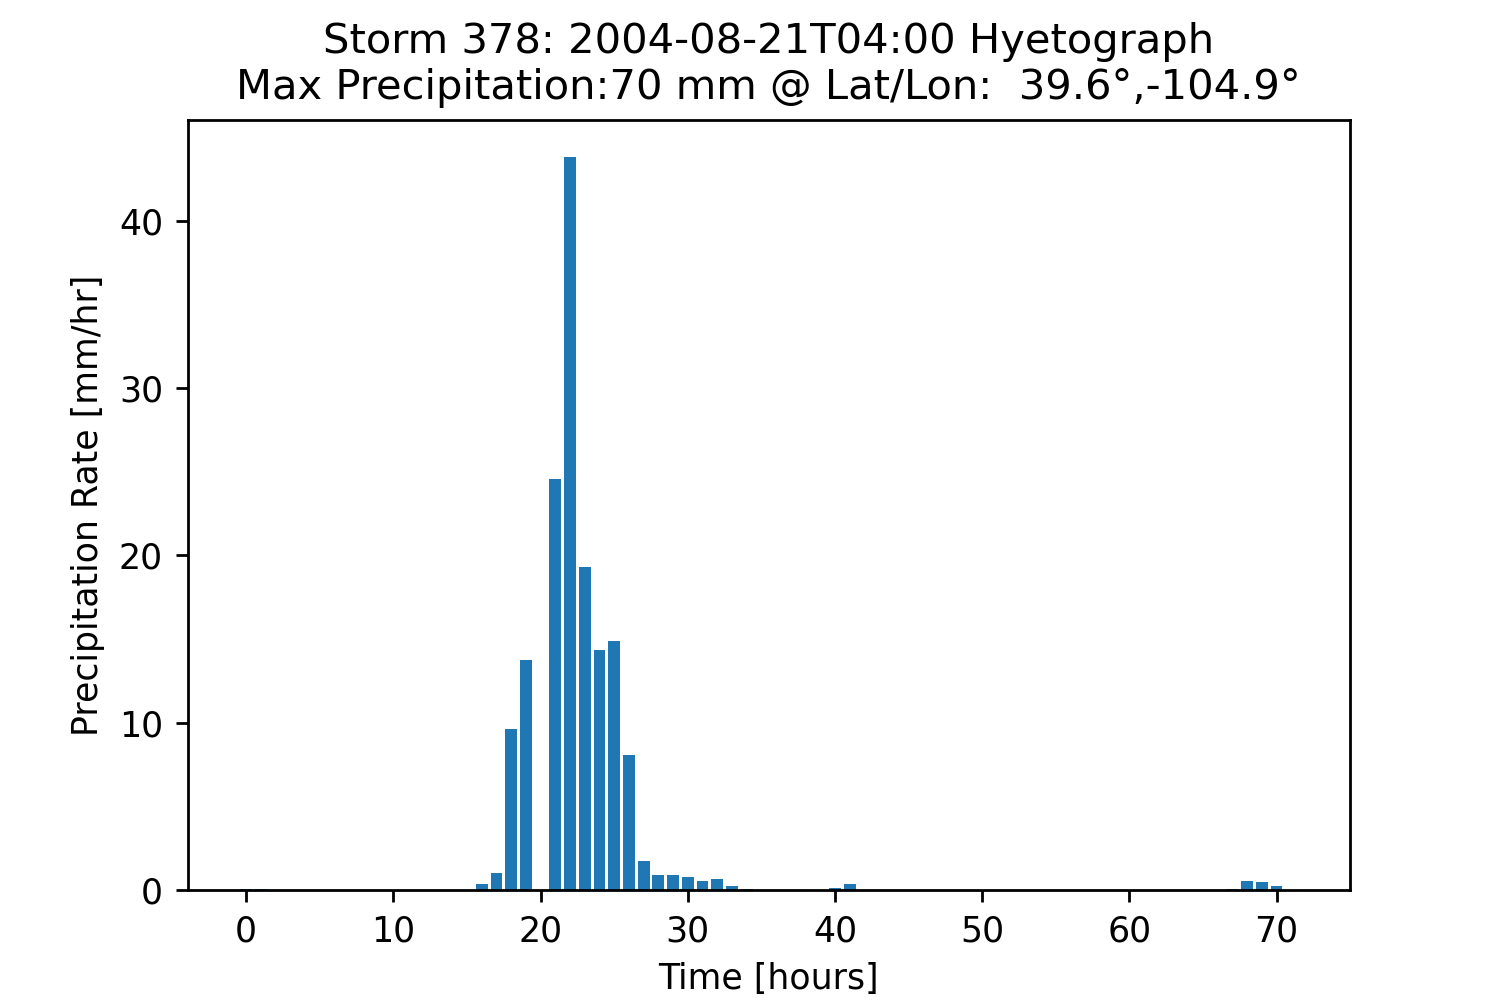 Storm 378: 2004-08-21T04:00 Hyetograph
Max Precipitation:70 mm @ Lat/Lon:  39.6°,-104.9°
Precipitation Rate [mm/hr]
40
30
20
10
0
0 10 20 30 40 50 60 70
Time [hours]